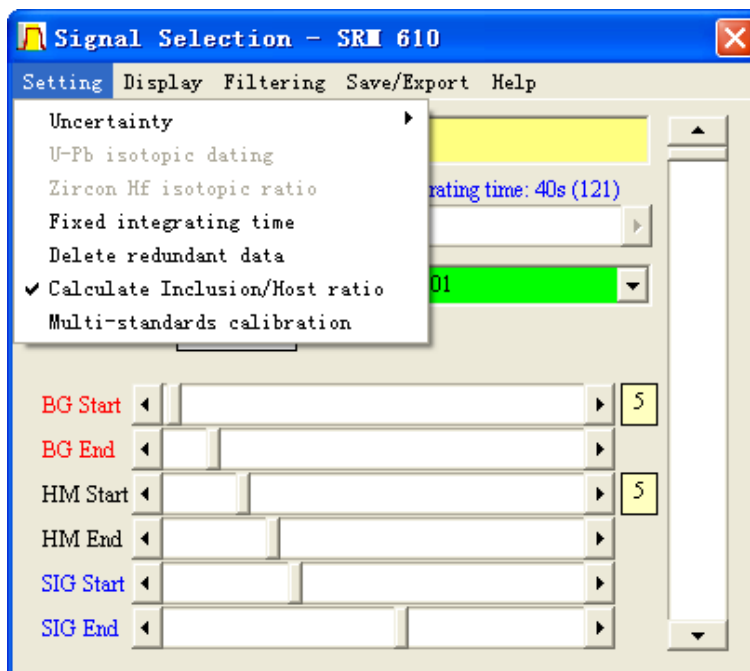 Signal Selection - SRM 610
Setting Display Filtering Save/Export Help
Uncertainty
U-Pb isotopic dating
Zircon Hf isotopic ratio
rating time: 40s (121)
Fixed integrating time
Delete redundant data
Calculate Inclusion/Host ratio
01
Multi-standards calibration
BG Start
5
BG End
HM Start
5
HM End
SIG Start
SIG End